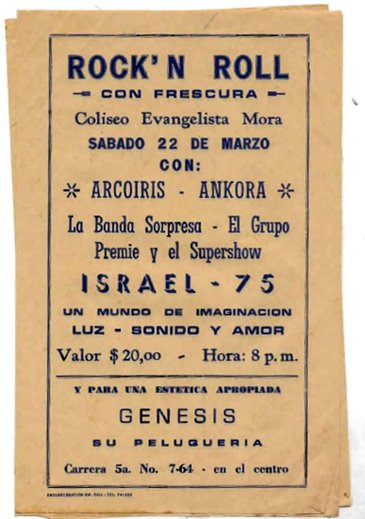 ROCK'N ROLL
CON FRESCURA
Coliseo Evangelista Mora
SABADO 22 DE MARZO
CON:
ARCOIRIS - ANKORA
La Banda Sorpresa - El Grupo
Premie y el Supershow
ISRAEL - 75
UN MUNDO DE IMAGINACION
LUZ - SONIDO Y AMOR
Valor $20,00 - Hora: 8 p.m.
Y PARA UNA ESTETICA APROPIADA
GENESIS
SU PELUQUERIA
Carrera 5a. No. 7-64 - en el centro